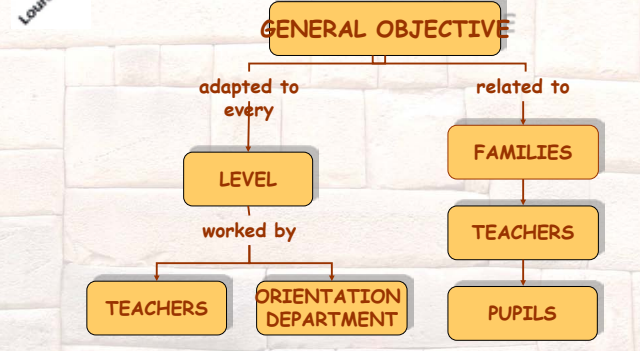 GENERAL OBJECTIVE
adapted to
every
related to
LEVEL
FAMILIES
worked by
TEACHERS
TEACHERS
ORIENTATION
DEPARTMENT
PUPILS